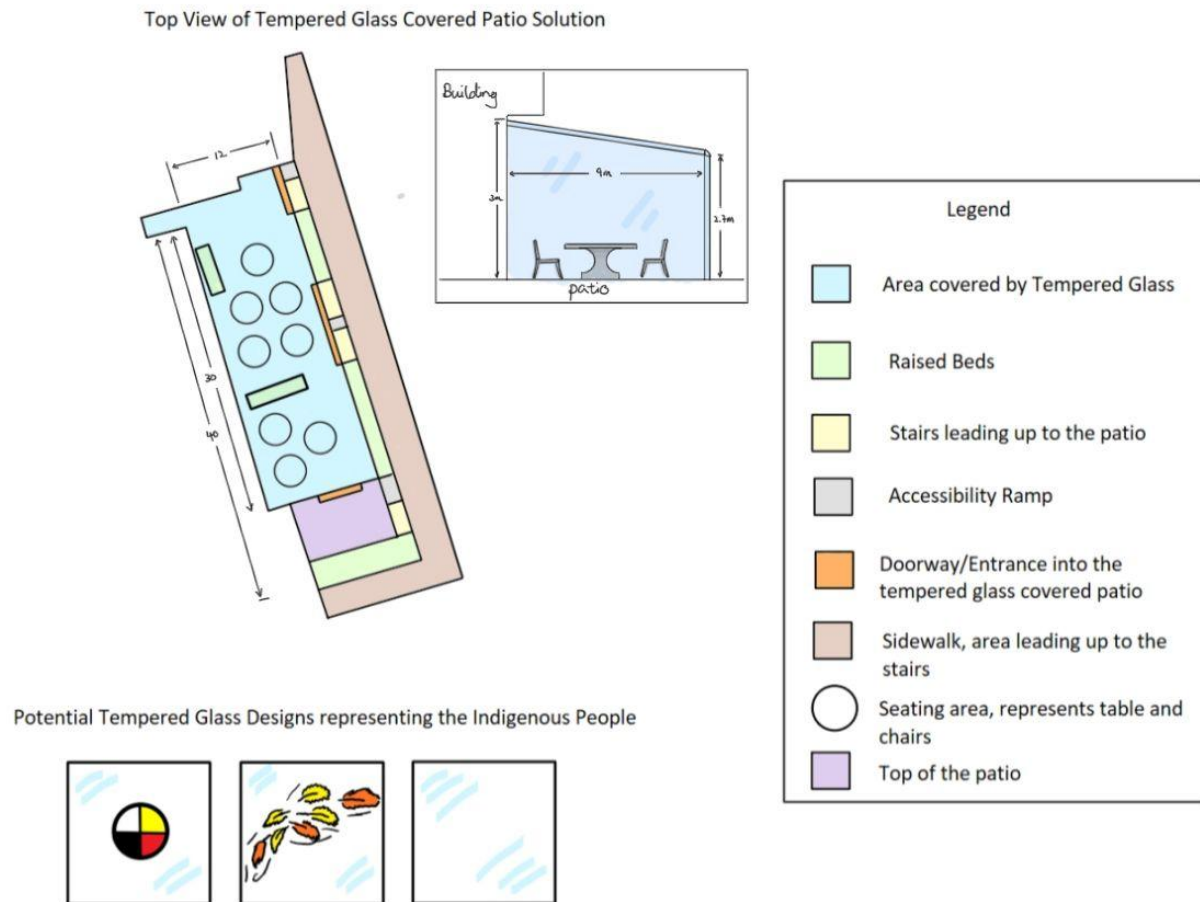 Top View of Tempered Glass Covered Patio Solution
12
30
40
Building
9m
3m
2.7m
patio
Legend
Area covered by Tempered Glass
Raised Beds
Stairs leading up to the patio
Accessibility Ramp
Doorway/Entrance into the
tempered glass covered patio
Sidewalk, area leading up to the
stairs
Seating area, represents table and
chairs
Top of the patio
Potential Tempered Glass Designs representing the Indigenous People